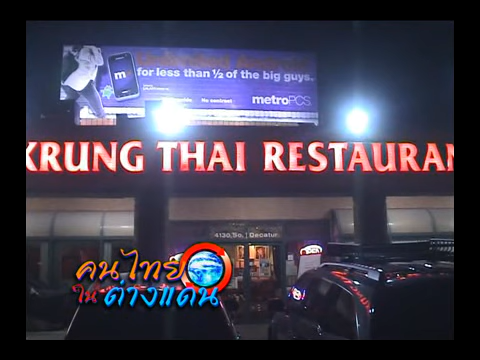 for less than ½ of the big guys.
No contract
metroPCS.
KRUNG THAI RESTAURAN
4130 So. Decatur
คนไทย
ใน ต่างแดน